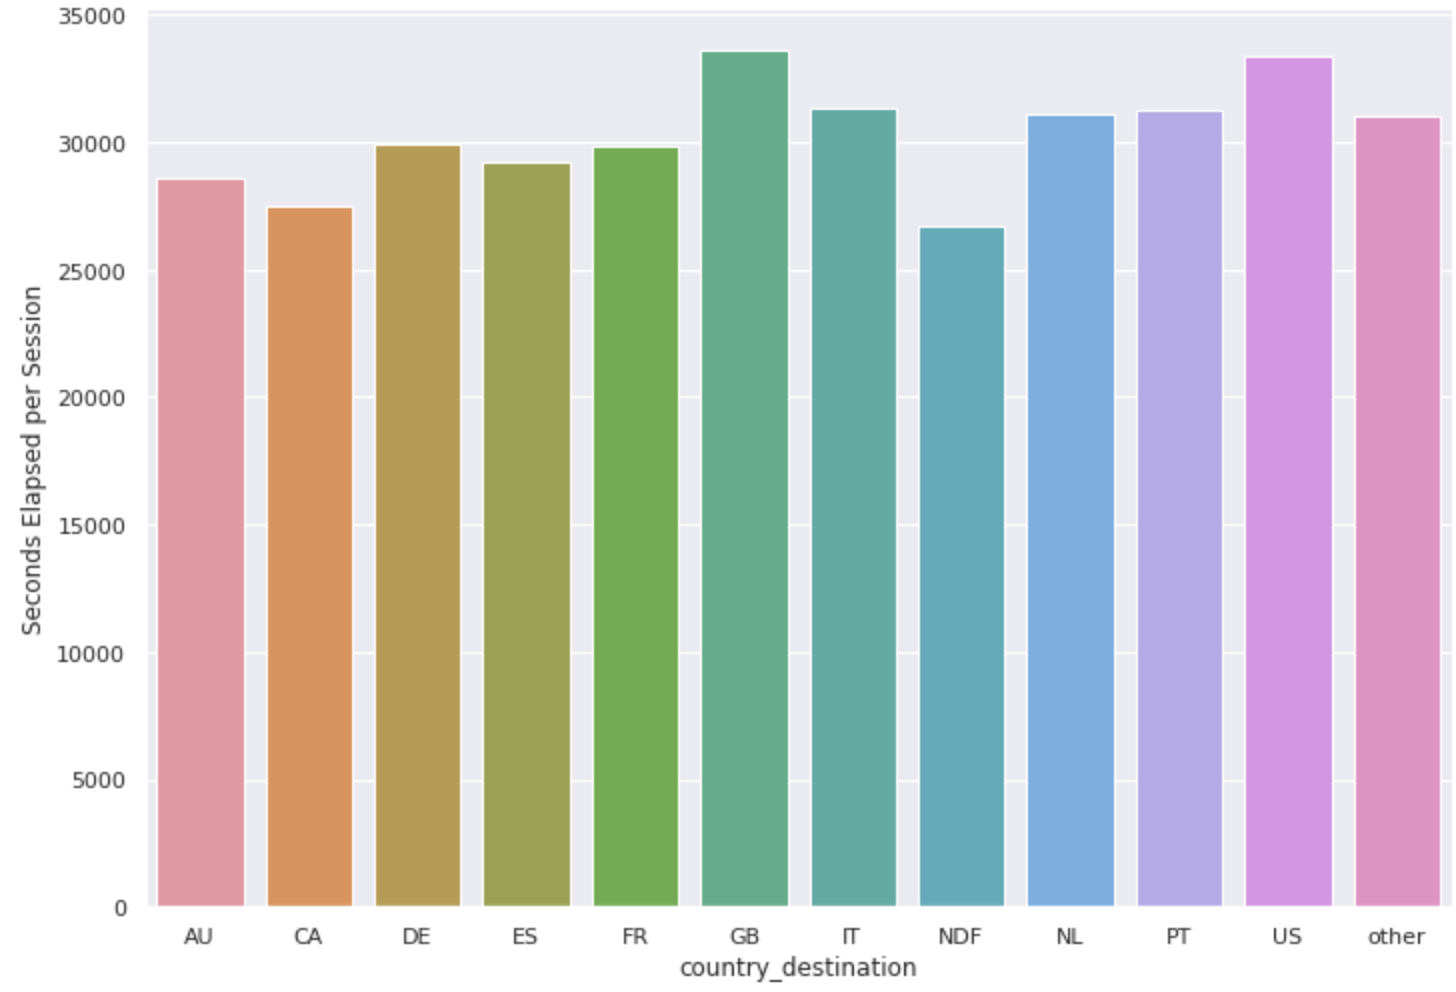 35000
30000
25000
20000
15000
10000
5000
0
Seconds Elapsed per Session
AU CA DE ES FR GB IT NDF NL PT US other
country_destination